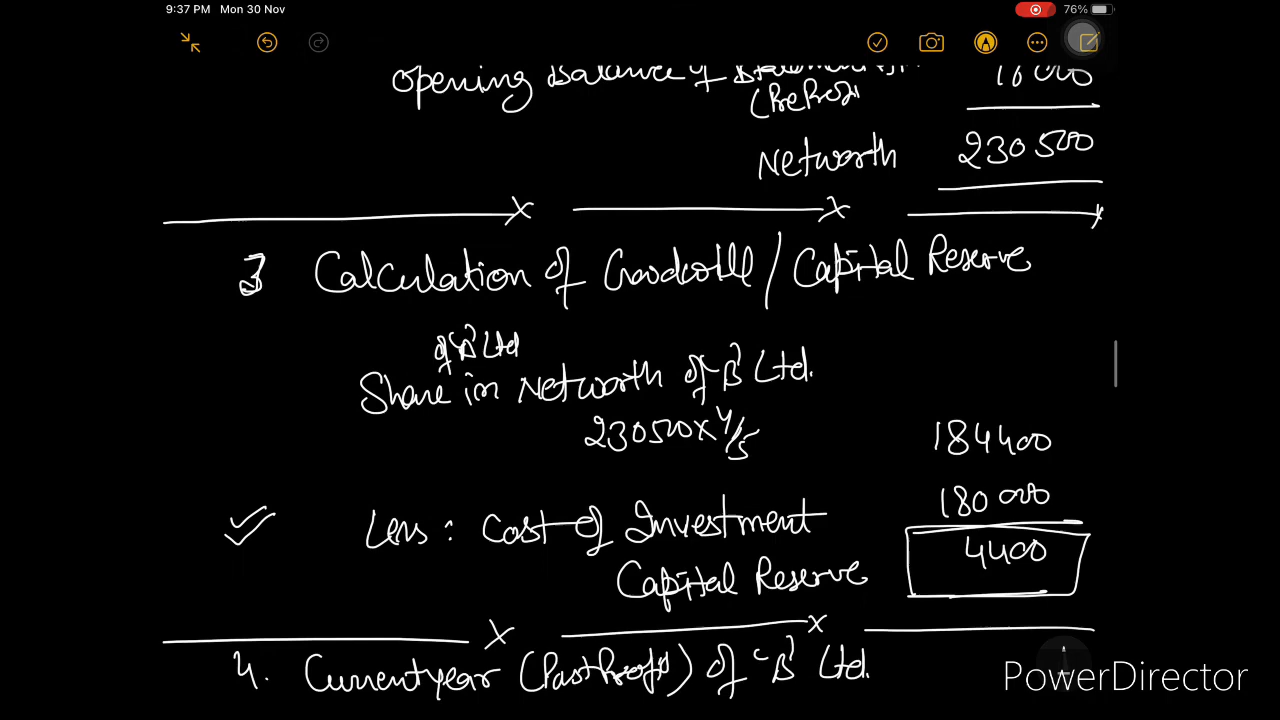 9:37 PM Mon 30 Nov 76%
opening Balance of
(PreProfi
Networth 230500
3 Calculation of Goodwill / Capital Reserve
of 'B' Ltd
Share in Networth of 'B' Ltd.
230500 x 4/5 184400
Less : Cost of Investment 180000
Capital Reserve 4400
4. Current year (Post Profit) of 'B' Ltd.
PowerDirector